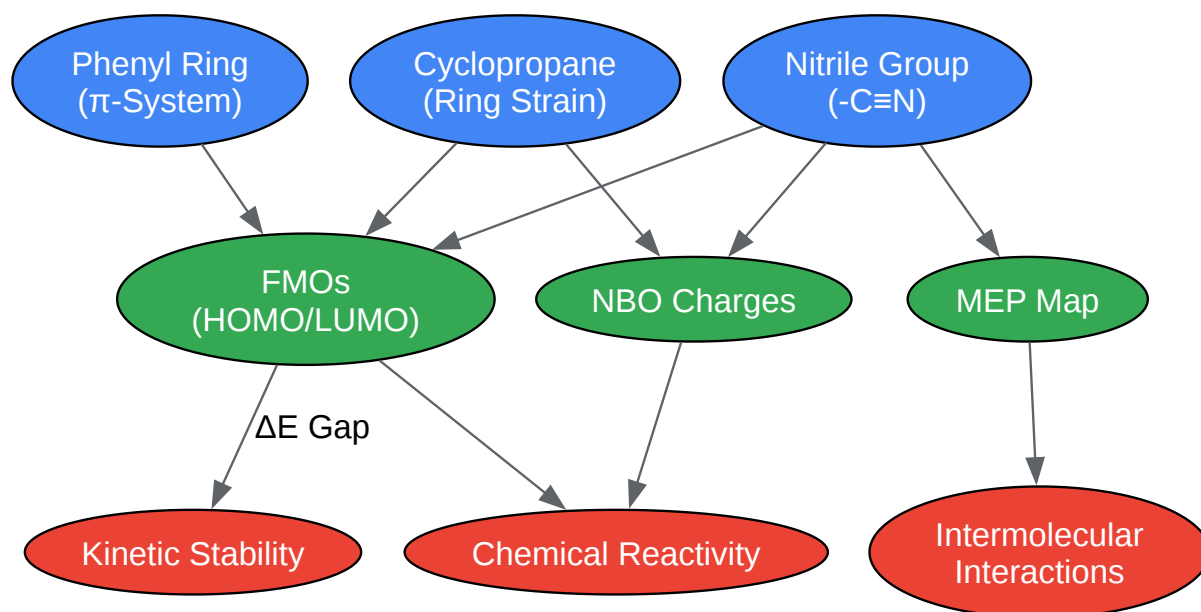 Phenyl Ring
(π-System)
Cyclopropane
(Ring Strain)
Nitrile Group
(-C≡N)
FMOs
(HOMO/LUMO)
NBO Charges
MEP Map
ΔE Gap
Kinetic Stability
Chemical Reactivity
Intermolecular
Interactions